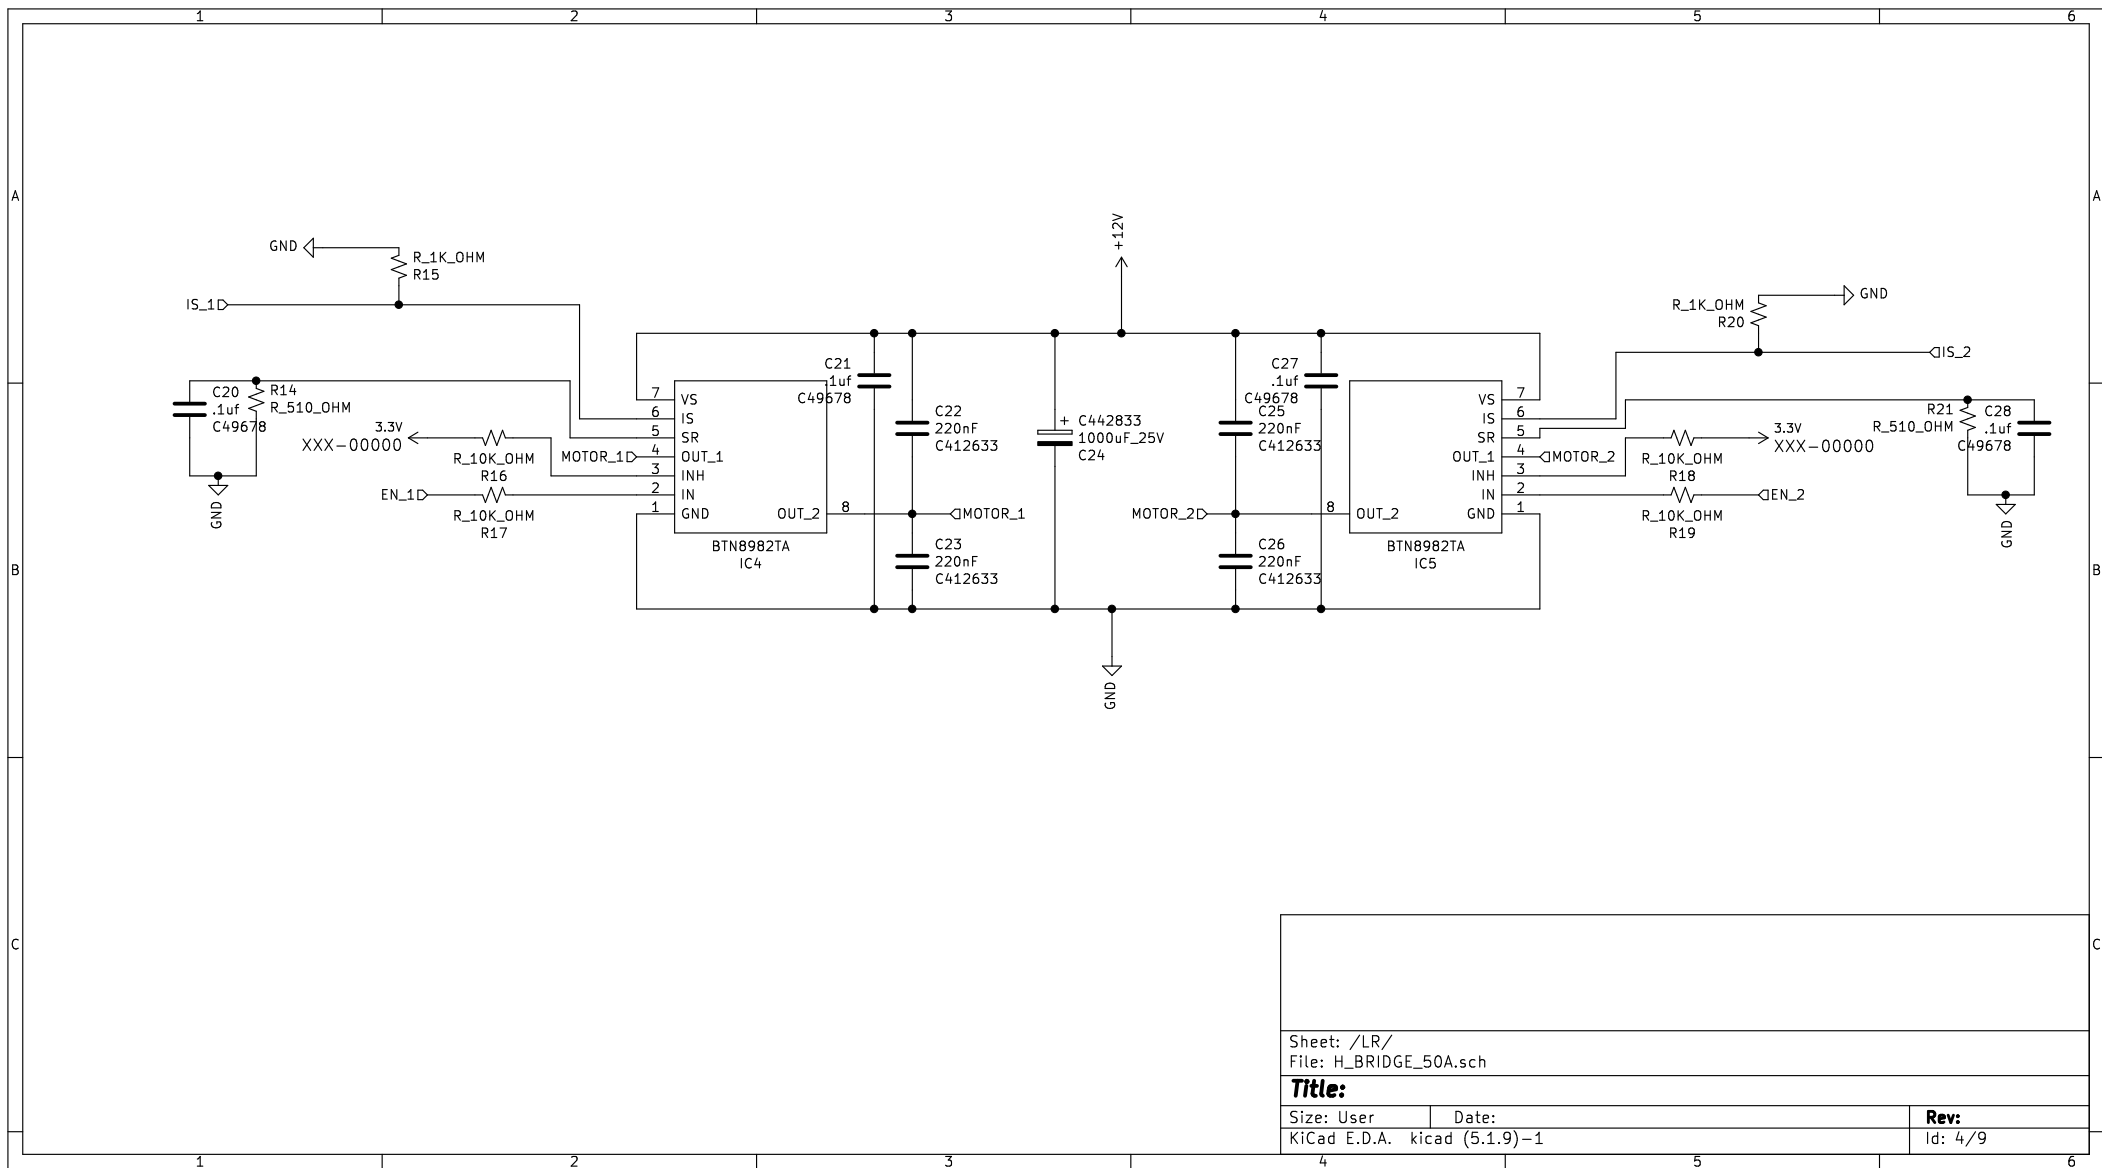 1 2 3 4 5 6
A
A
+12V
GND
R_1K_OHM
R15
IS_1
GND
R_1K_OHM
R20
IS_2
C20
.1uf
C49678
R14
R_510_OHM
GND
3.3V
XXX-00000
R_10K_OHM
R16
MOTOR_1
EN_1
R_10K_OHM
R17
7 VS
6 IS
5 SR
4 OUT_1
3 INH
2 IN
1 GND
OUT_2 8
BTN8982TA
IC4
C21
.1uf
C49678
C22
220nF
C412633
MOTOR_1
C23
220nF
C412633
+ C442833
1000uF_25V
C24
GND
C27
.1uf
C49678
C25
220nF
C412633
MOTOR_2
C26
220nF
C412633
VS 7
IS 6
SR 5
OUT_1 4
INH 3
IN 2
GND 1
8 OUT_2
BTN8982TA
IC5
MOTOR_2
3.3V
XXX-00000
R_10K_OHM
R18
EN_2
R_10K_OHM
R19
R21
R_510_OHM
C28
.1uf
C49678
GND
B
B
C
C
Sheet: /LR/
File: H_BRIDGE_50A.sch
Title:
Size: User Date: Rev:
KiCad E.D.A. kicad (5.1.9)-1 Id: 4/9
1 2 3 4 5 6